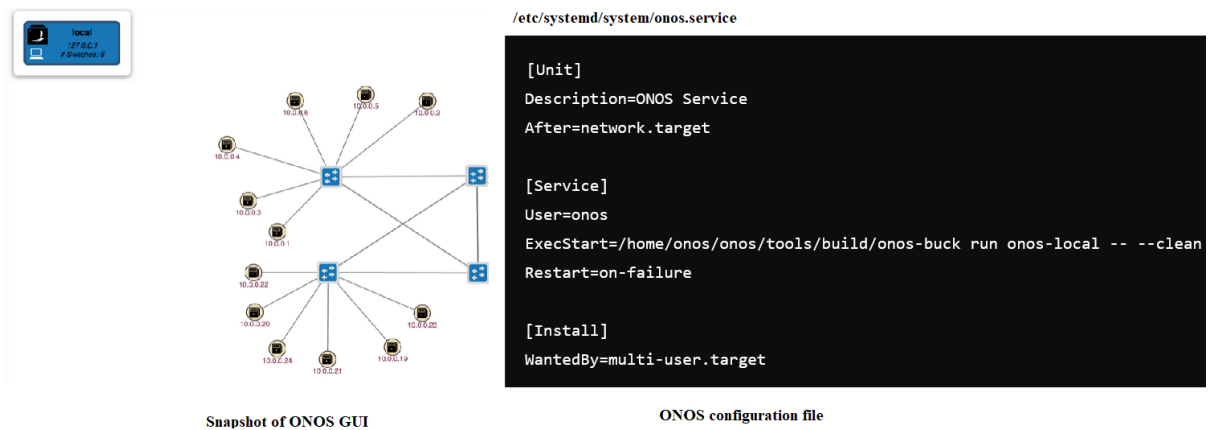 local
127.0.0.1
7 Switches: 6
10.0.0.6
10.0.0.5
10.0.0.2
10.0.0.4
10.0.0.3
10.0.0.1
10.0.0.22
10.0.0.20
10.0.0.24
10.0.0.21
10.0.0.19
Snapshot of ONOS GUI
/etc/systemd/system/onos.service
[Unit]
Description=ONOS Service
After=network.target
[Service]
User=onos
ExecStart=/home/onos/onos/tools/build/onos-buck run onos-local -- --clean
Restart=on-failure
[Install]
WantedBy=multi-user.target
ONOS configuration file